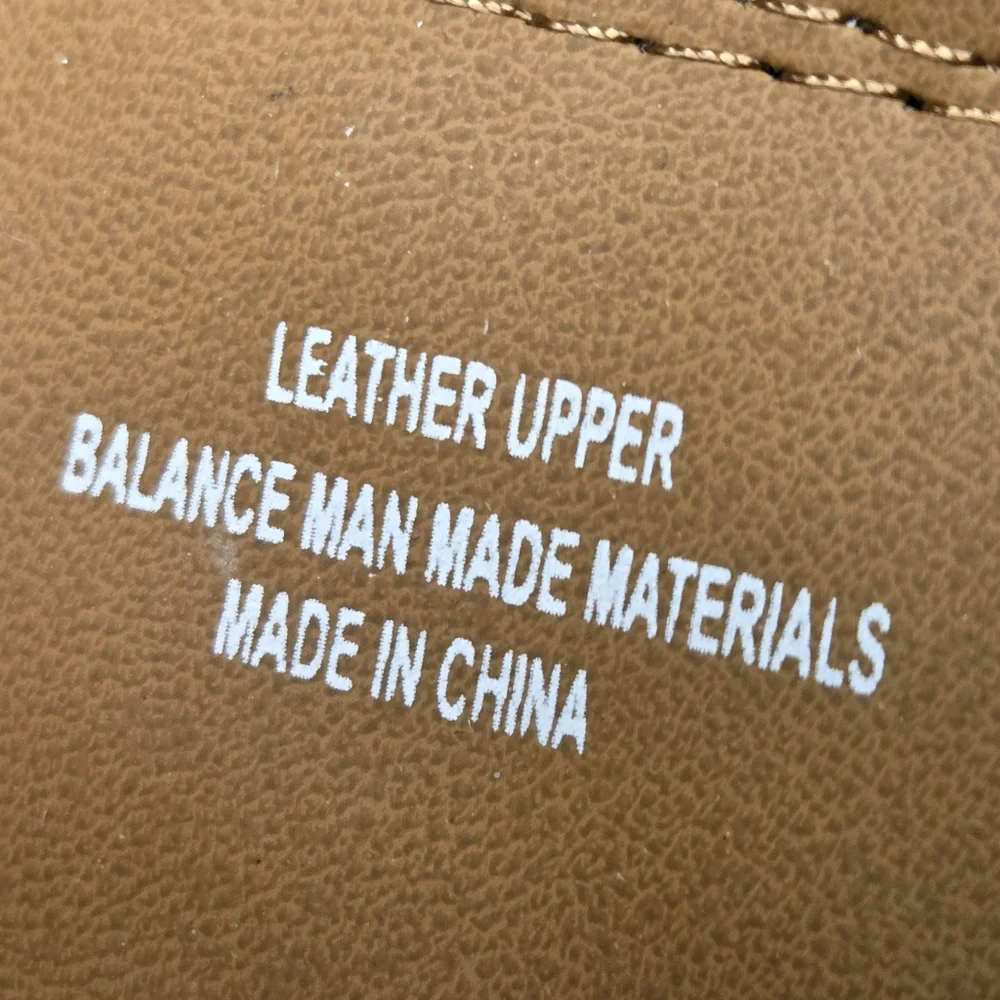 LEATHER UPPER
BALANCE MAN MADE MATERIALS
MADE IN CHINA